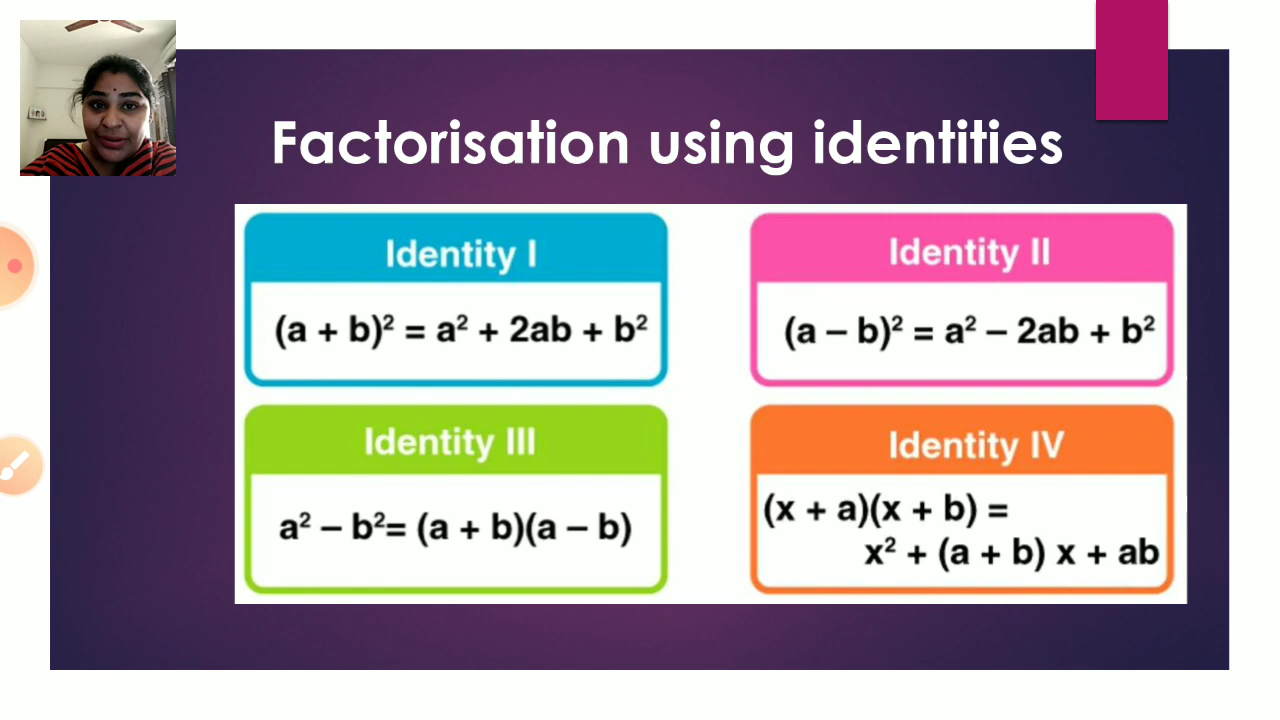 Factorisation using identities
Identity I
(a + b)² = a² + 2ab + b²
Identity II
(a – b)² = a² – 2ab + b²
Identity III
a² – b²= (a + b)(a – b)
Identity IV
(x + a)(x + b) =
x² + (a + b) x + ab